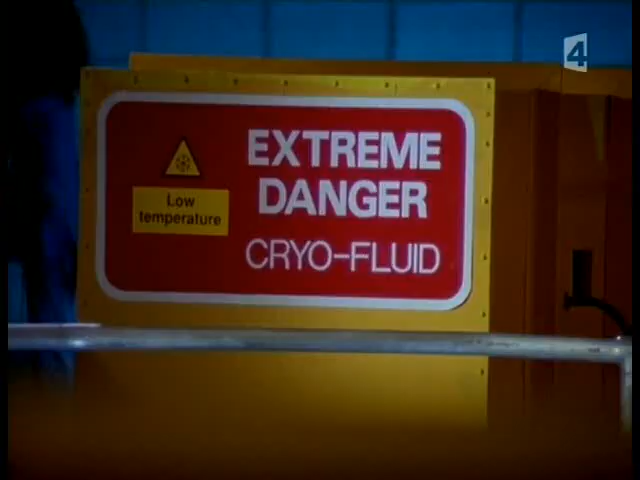 4
EXTREME
DANGER
CRYO-FLUID
Low
temperature